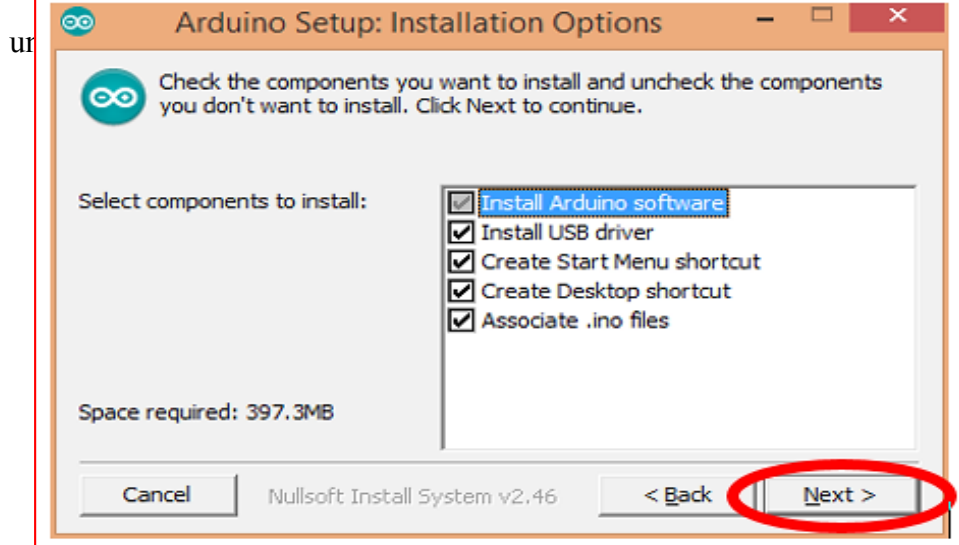 Arduino Setup: Installation Options
ur
Check the components you want to install and uncheck the components
you don't want to install. Click Next to continue.
Select components to install:
Install Arduino software
Install USB driver
Create Start Menu shortcut
Create Desktop shortcut
Associate .ino files
Space required: 397.3MB
Cancel
Nullsoft Install System v2.46
< Back
Next >